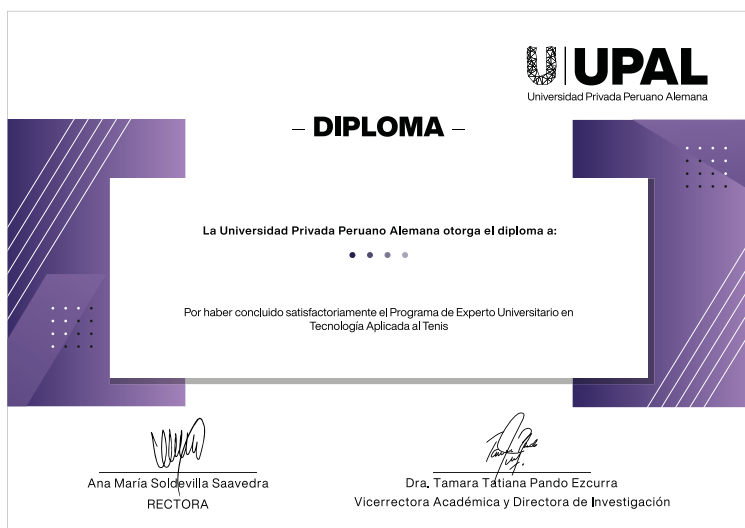 UPAL
Universidad Privada Peruano Alemana
– DIPLOMA –
La Universidad Privada Peruano Alemana otorga el diploma a:
Por haber concluido satisfactoriamente el Programa de Experto Universitario en
Tecnología Aplicada al Tenis
Ana María Soldevilla Saavedra
RECTORA
Dra. Tamara Tatiana Pando Ezcurra
Vicerrectora Académica y Directora de Investigación